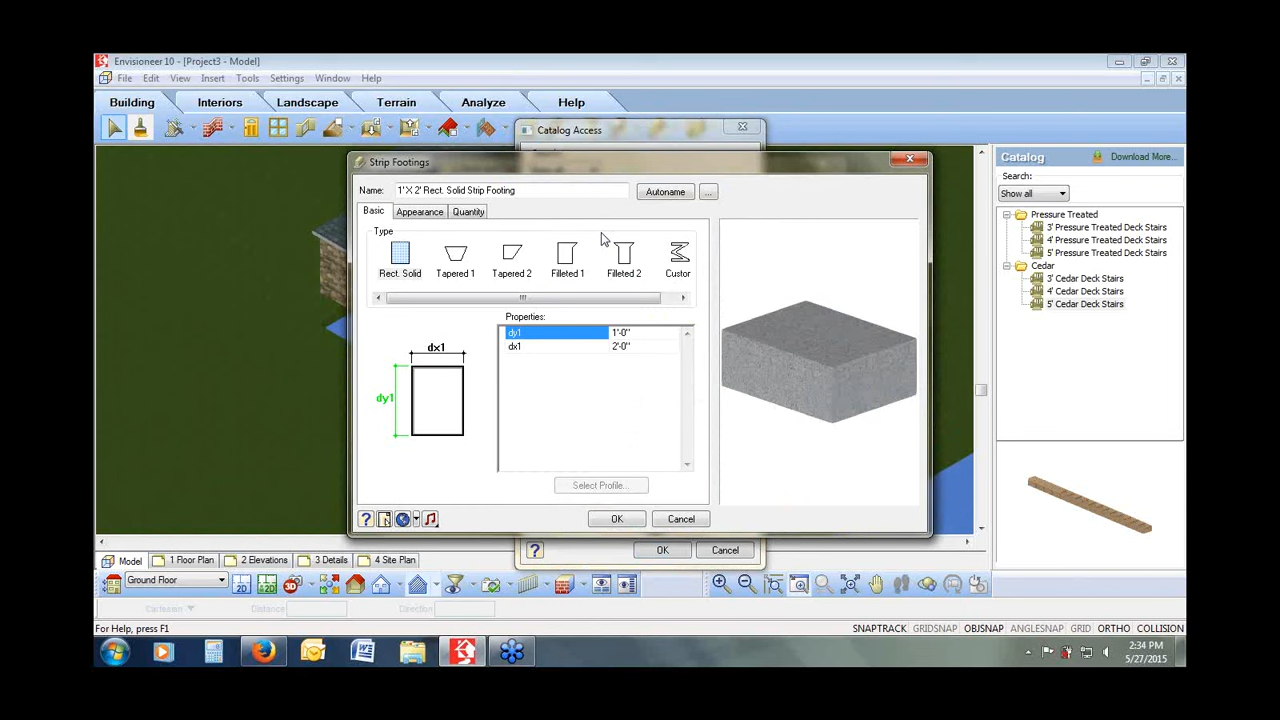 Envisioneer 10 - [Project3 - Model]
File Edit View Insert Tools Settings Window Help
Building Interiors Landscape Terrain Analyze Help
Catalog Access
Strip Footings
Name: 1' X 2' Rect. Solid Strip Footing Autoname ...
Basic Appearance Quantity
Type
Rect. Solid Tapered 1 Tapered 2 Filleted 1 Filleted 2 Custor
Properties:
dy1 1'-0"
dx1 2'-0"
dx1
dy1
Select Profile...
OK Cancel
OK Cancel
Catalog Download More...
Search:
Show all
Pressure Treated
3' Pressure Treated Deck Stairs
4' Pressure Treated Deck Stairs
5' Pressure Treated Deck Stairs
Cedar
3' Cedar Deck Stairs
4' Cedar Deck Stairs
5' Cedar Deck Stairs
Model 1 Floor Plan 2 Elevations 3 Details 4 Site Plan
Ground Floor
Cartesian Distance Direction
For Help, press F1 SNAPTRACK GRIDSNAP OBJSNAP ANGLESNAP GRID ORTHO COLLISION
2:34 PM
5/27/2015